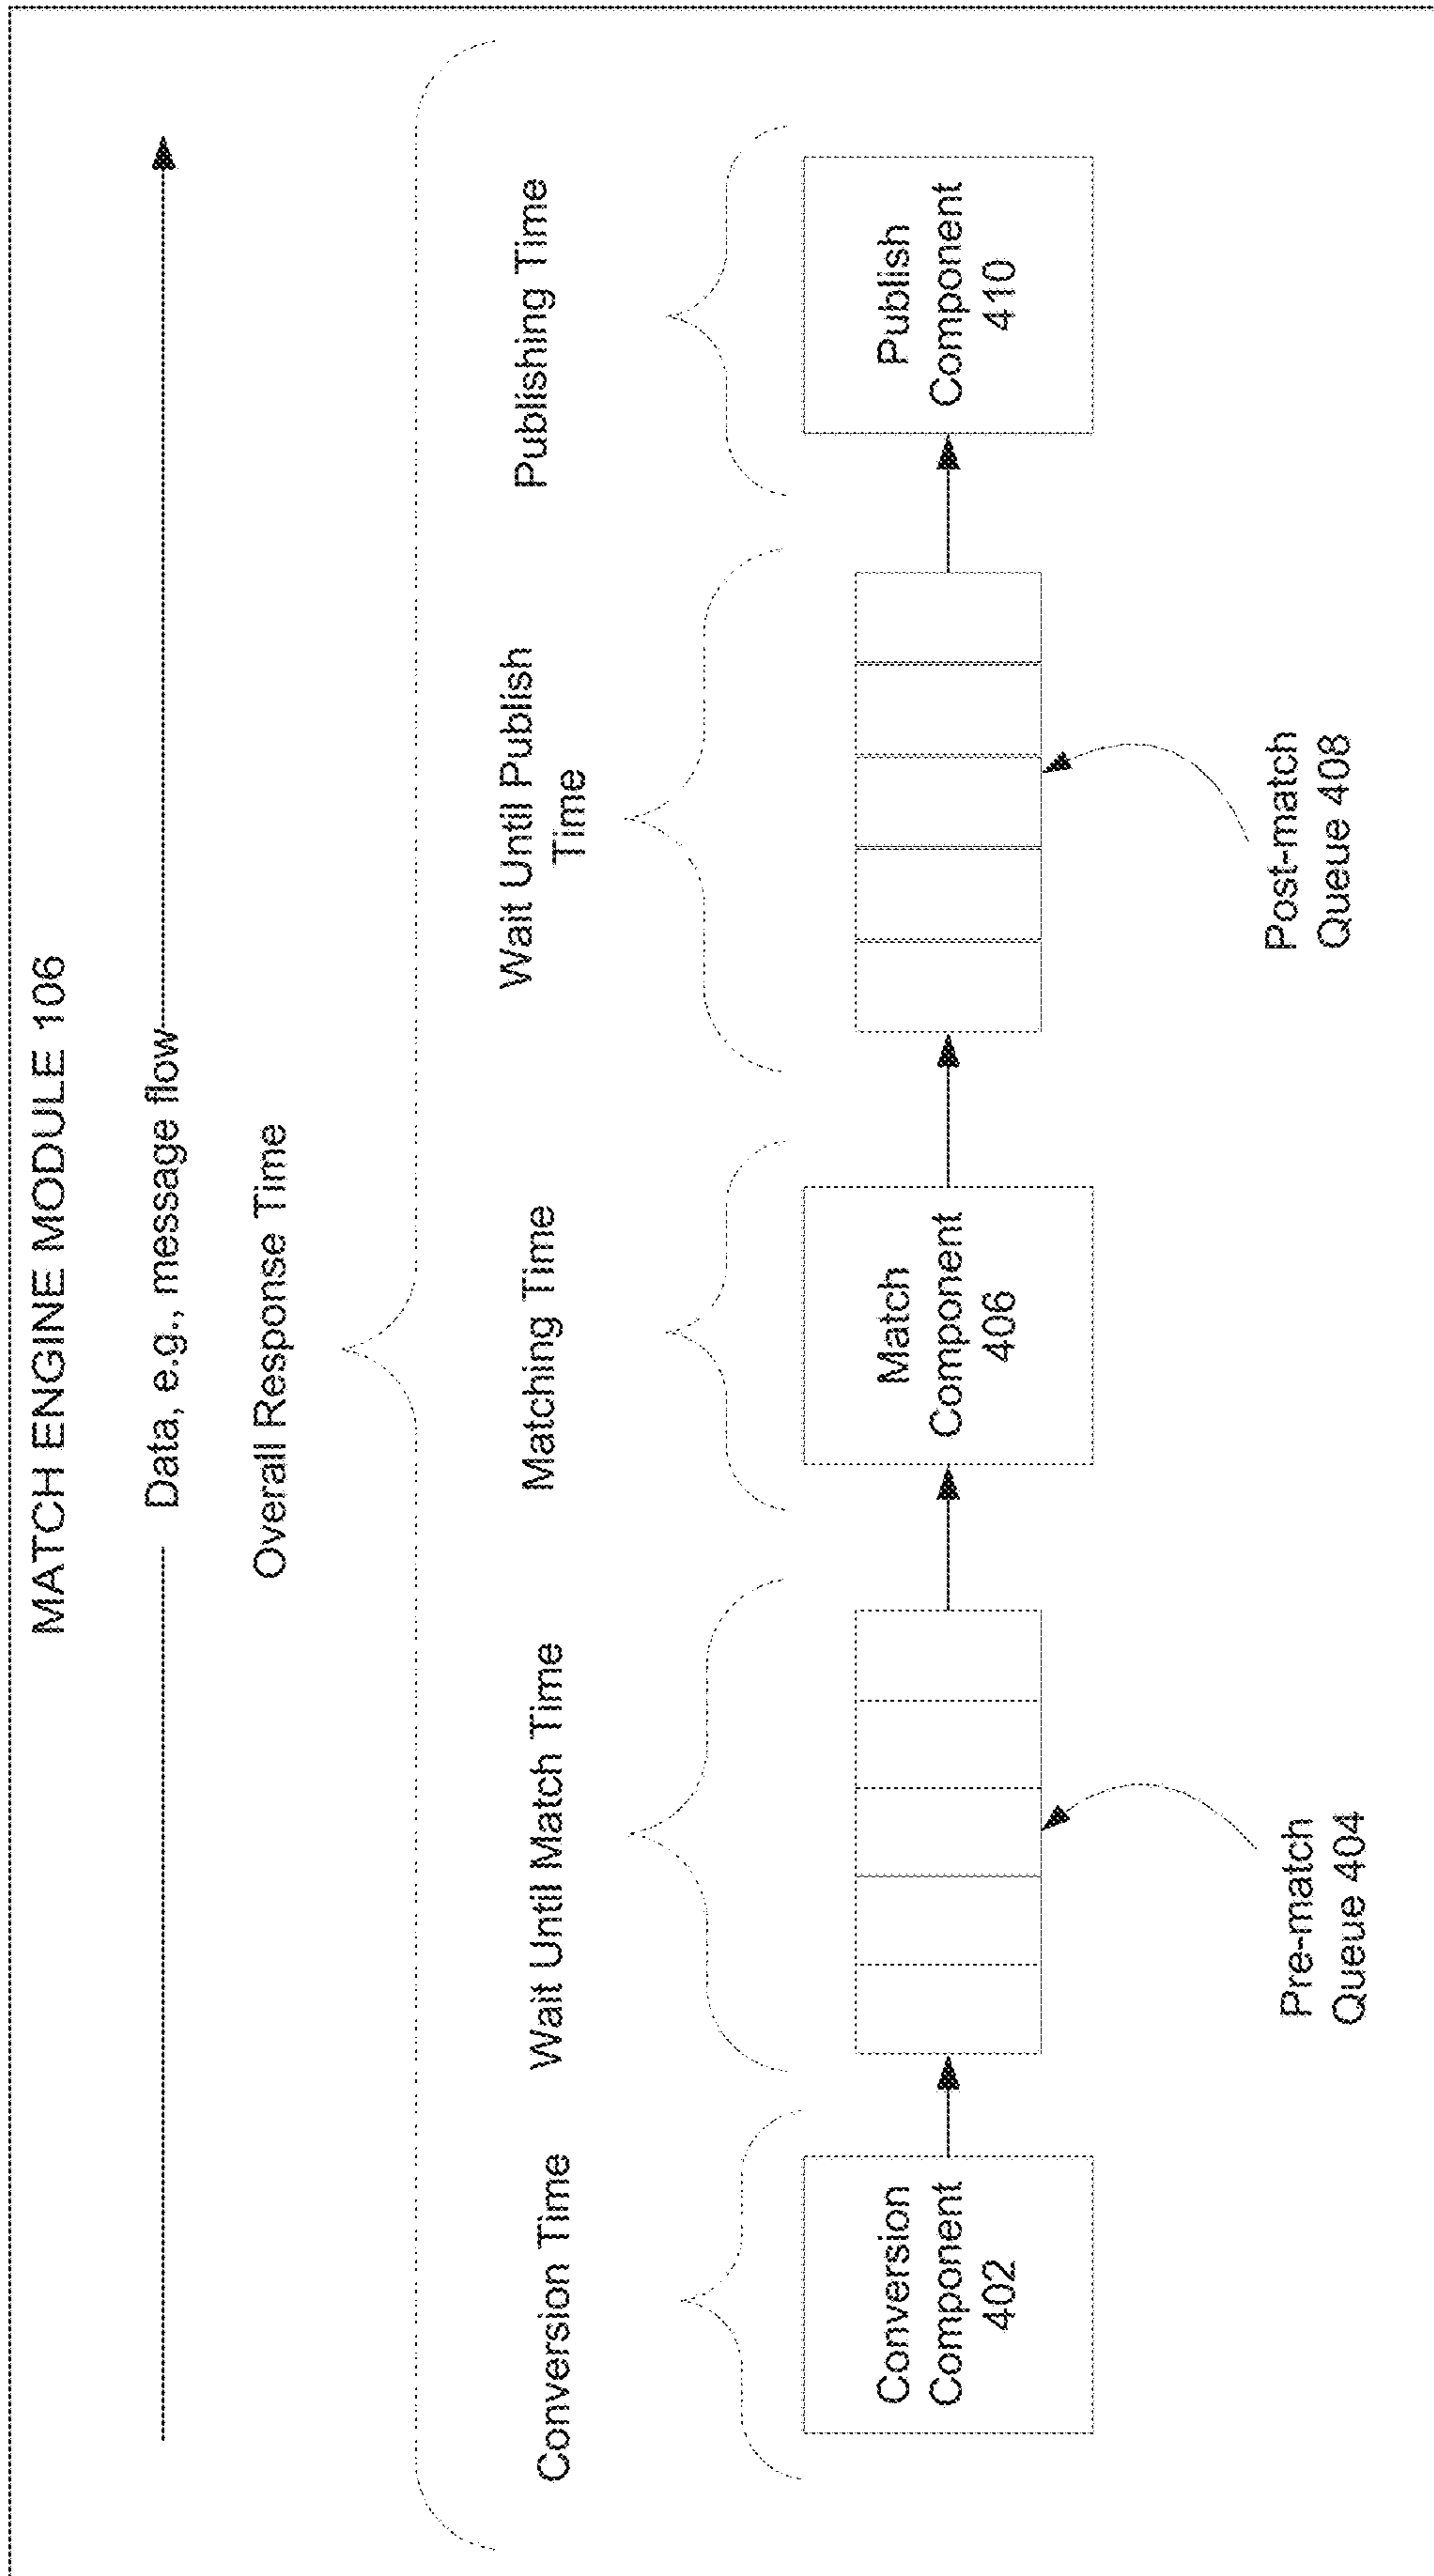 MATCH ENGINE MODULE 106
Data, e.g., message flow
Overall Response Time
Conversion Time
Wait Until Match Time
Matching Time
Wait Until Publish
Time
Publishing Time
Conversion
Component
402
Match
Component
406
Publish
Component
410
Pre-match
Queue 404
Post-match
Queue 408